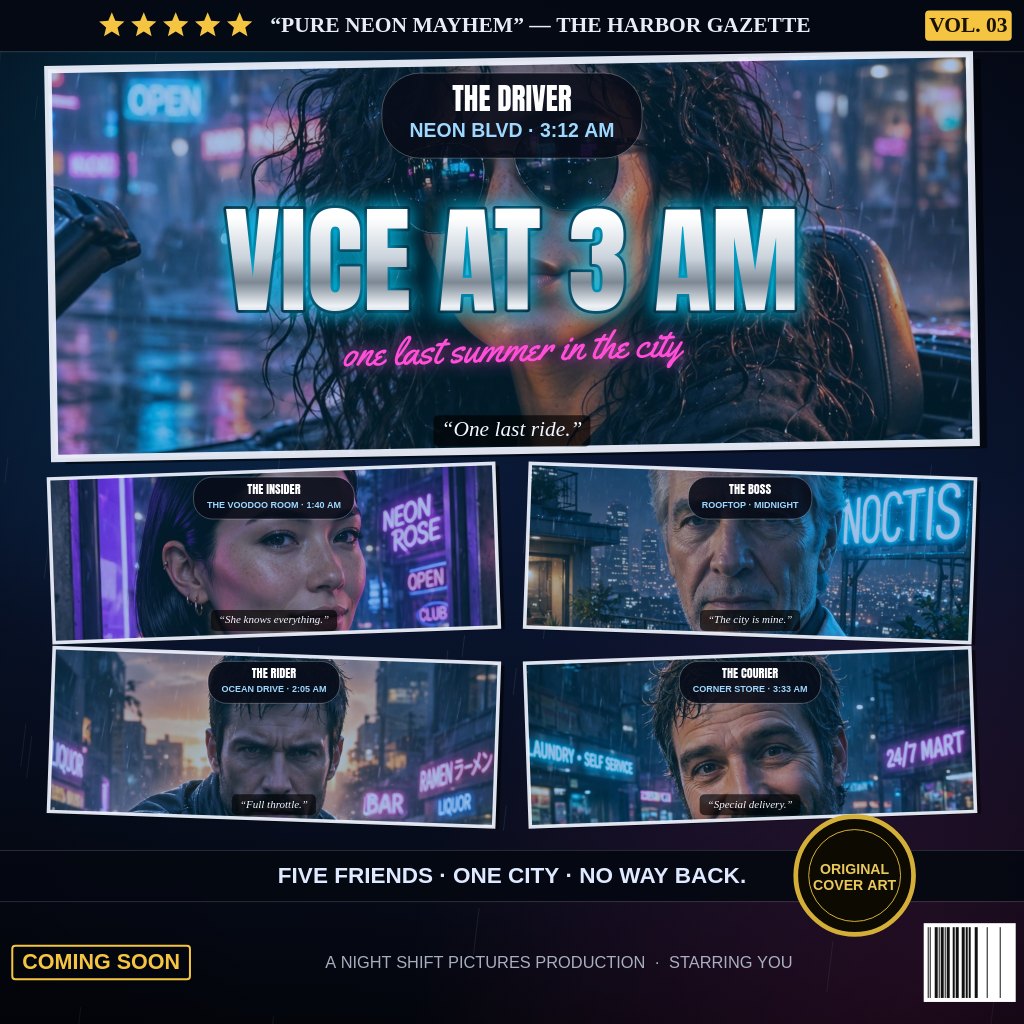 “PURE NEON MAYHEM” — THE HARBOR GAZETTE
VOL. 03
OPEN
THE DRIVER
NEON BLVD · 3:12 AM
VICE AT 3 AM
one last summer in the city
“One last ride.”
THE INSIDER
THE VOODOO ROOM · 1:40 AM
NEON
ROSE
OPEN
CLUB
“She knows everything.”
THE BOSS
ROOFTOP · MIDNIGHT
NOCTIS
“The city is mine.”
THE RIDER
OCEAN DRIVE · 2:05 AM
LIQUOR
RAMEN ラーメン
BAR
LIQUOR
“Full throttle.”
THE COURIER
CORNER STORE · 3:33 AM
AUNDRY • SELF SERVICE
24/7 MART
“Special delivery.”
FIVE FRIENDS · ONE CITY · NO WAY BACK.
ORIGINAL
COVER ART
COMING SOON
A NIGHT SHIFT PICTURES PRODUCTION · STARRING YOU